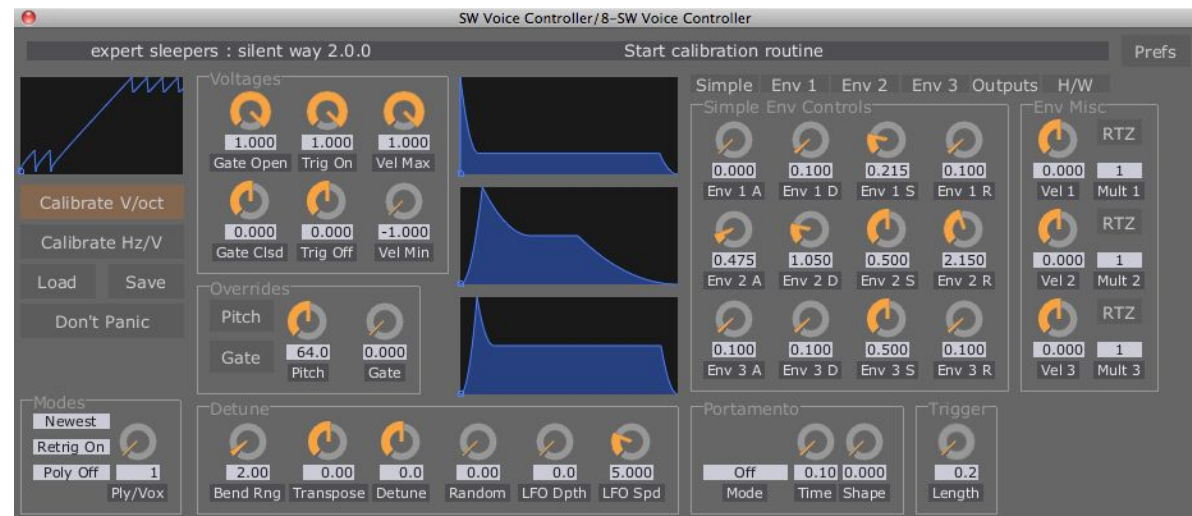 SW Voice Controller/8-SW Voice Controller
expert sleepers : silent way 2.0.0 Start calibration routine Prefs
Calibrate V/oct
Calibrate Hz/V
Load Save
Don't Panic
Voltages
1.000 1.000 1.000
Gate Open Trig On Vel Max
0.000 0.000 -1.000
Gate Clsd Trig Off Vel Min
Overrides
Pitch
Gate
64.0 0.000
Pitch Gate
Simple Env 1 Env 2 Env 3 Outputs H/W
Simple Env Controls
0.000 0.100 0.215 0.100
Env 1 A Env 1 D Env 1 S Env 1 R
0.475 1.050 0.500 2.150
Env 2 A Env 2 D Env 2 S Env 2 R
0.100 0.100 0.500 0.100
Env 3 A Env 3 D Env 3 S Env 3 R
Env Misc
RTZ
0.000 1
Vel 1 Mult 1
RTZ
0.000 1
Vel 2 Mult 2
RTZ
0.000 1
Vel 3 Mult 3
Modes
Newest
Retrig On
Poly Off 1
Ply/Vox
Detune
2.00 0.00 0.0 0.00 0.0 5.000
Bend Rng Transpose Detune Random LFO Dpth LFO Spd
Portamento
Off 0.10 0.000
Mode Time Shape
Trigger
0.2
Length